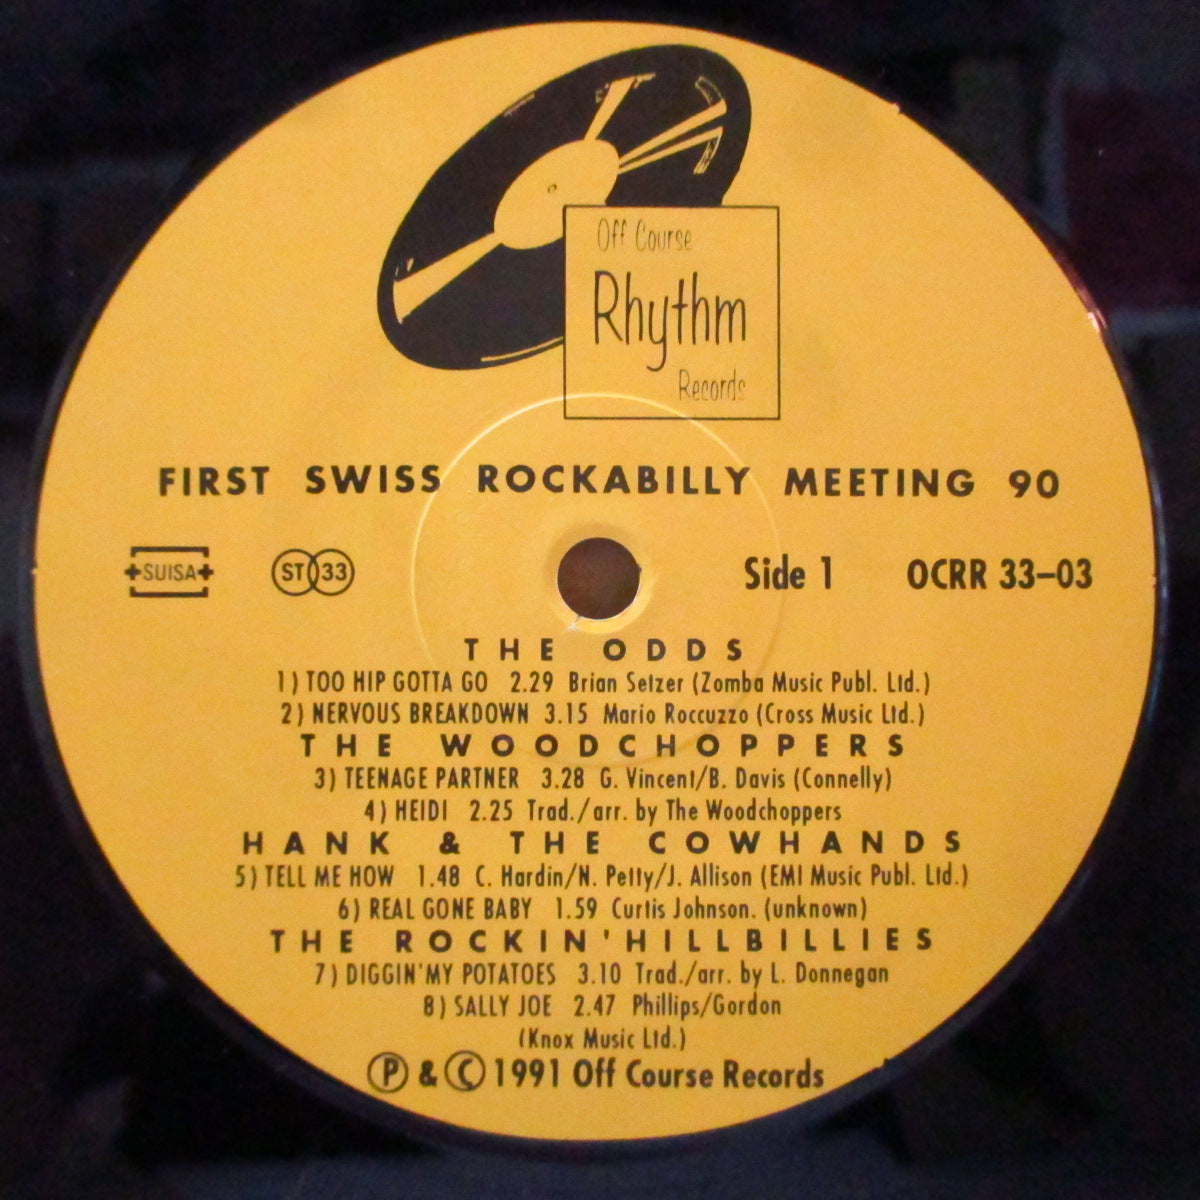 Off Course
Rhythm
Records
FIRST SWISS ROCKABILLY MEETING 90
SUISA ST 33 Side 1 OCRR 33-03
THE ODDS
1) TOO HIP GOTTA GO 2.29 Brian Setzer (Zomba Music Publ. Ltd.)
2) NERVOUS BREAKDOWN 3.15 Mario Roccuzzo (Cross Music Ltd.)
THE WOODCHOPPERS
3) TEENAGE PARTNER 3.28 G. Vincent/B. Davis (Connelly)
4) HEIDI 2.25 Trad./arr. by The Woodchoppers
HANK & THE COWHANDS
5) TELL ME HOW 1.48 C. Hardin/N. Petty/J. Allison (EMI Music Publ. Ltd.)
6) REAL GONE BABY 1.59 Curtis Johnson. (unknown)
THE ROCKIN'HILLBILLIES
7) DIGGIN'MY POTATOES 3.10 Trad./arr. by L. Donnegan
8) SALLY JOE 2.47 Phillips/Gordon
(Knox Music Ltd.)
Ⓟ & © 1991 Off Course Records